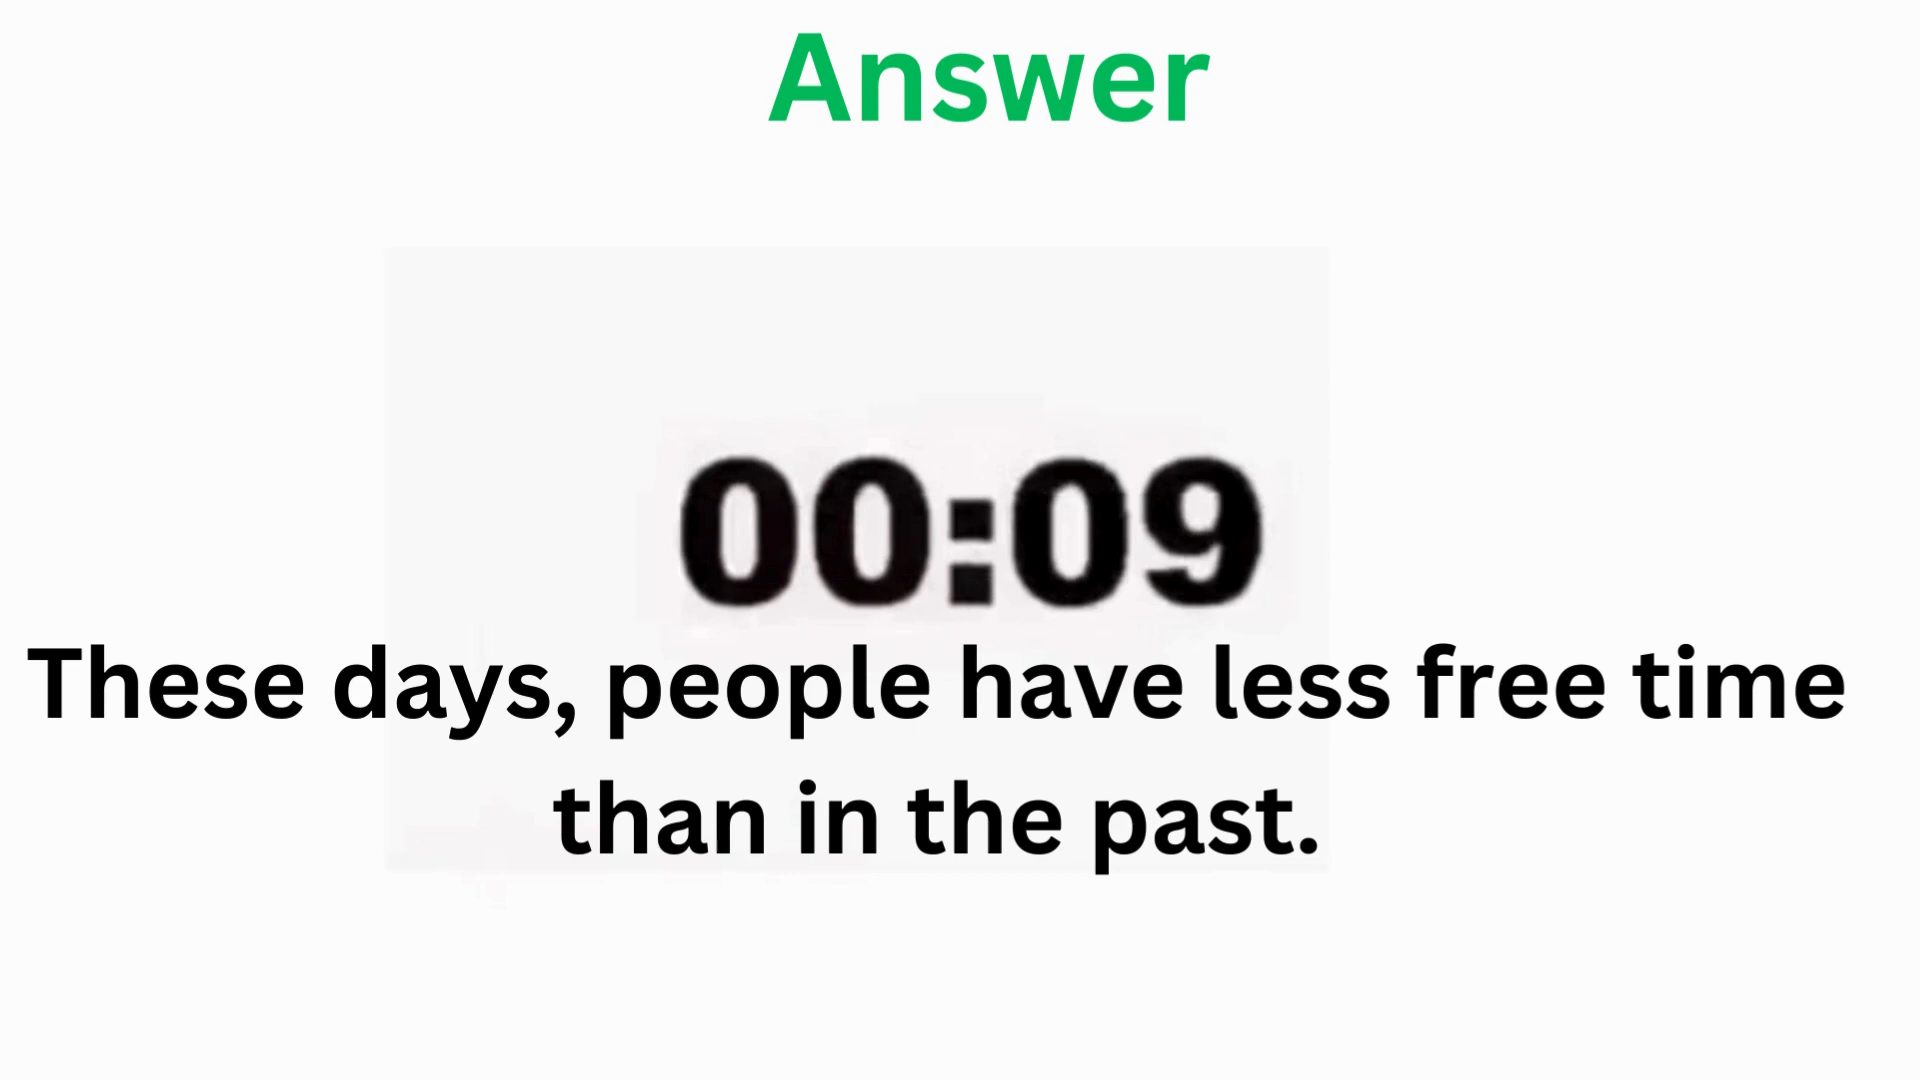 Answer
00:09
These days, people have less free time
than in the past.